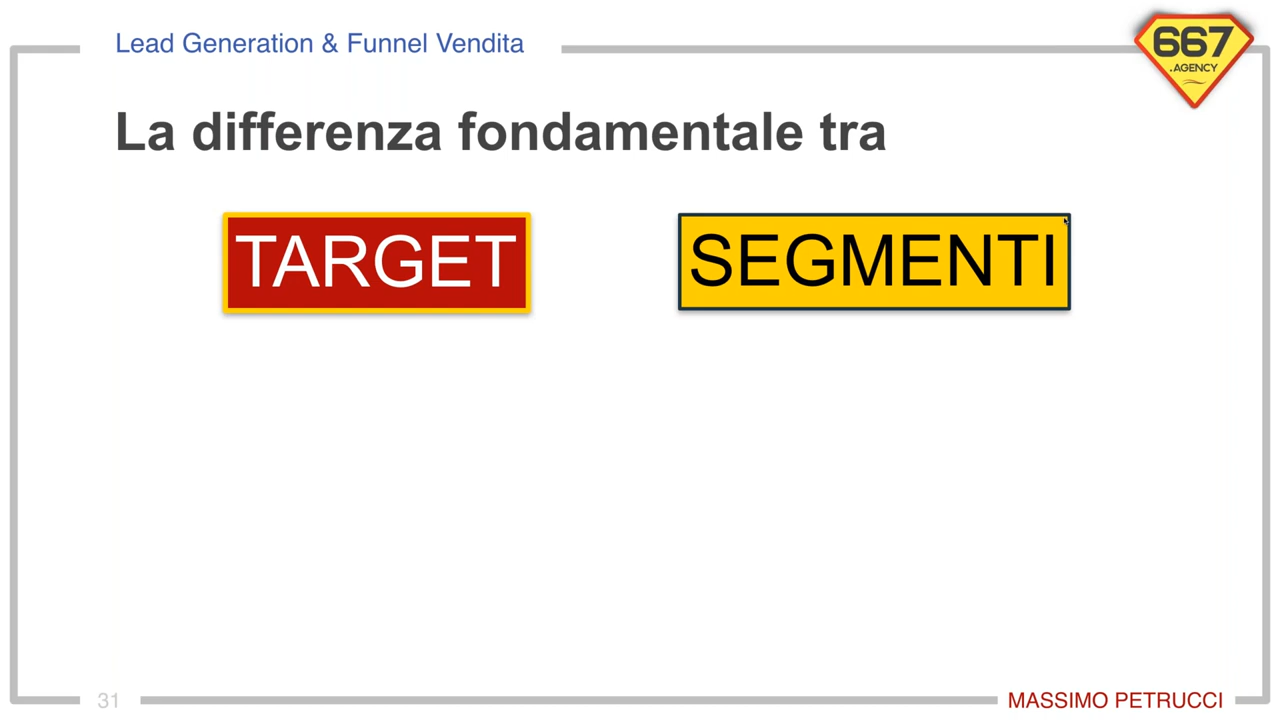 Lead Generation & Funnel Vendita
667
.AGENCY
La differenza fondamentale tra
TARGET
SEGMENTI
31
MASSIMO PETRUCCI